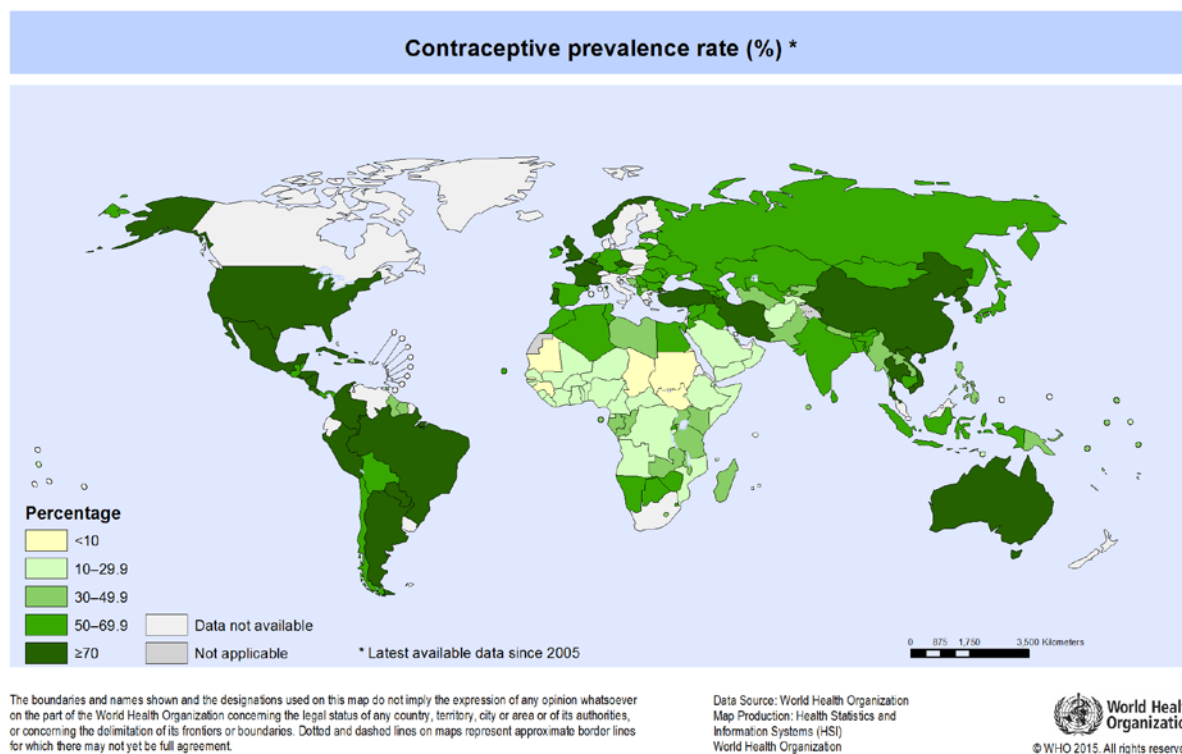 Contraceptive prevalence rate (%) *
Percentage
<10
10–29.9
30–49.9
50–69.9
≥70
Data not available
Not applicable
* Latest available data since 2005
0 875 1,750 3,500 Kilometers
The boundaries and names shown and the designations used on this map do not imply the expression of any opinion whatsoever
on the part of the World Health Organization concerning the legal status of any country, territory, city or area or of its authorities,
or concerning the delimitation of its frontiers or boundaries. Dotted and dashed lines on maps represent approximate border lines
for which there may not yet be full agreement.
Data Source: World Health Organization
Map Production: Health Statistics and
Information Systems (HSI)
World Health Organization
World Heal
Organizatio
© WHO 2015. All rights reserve